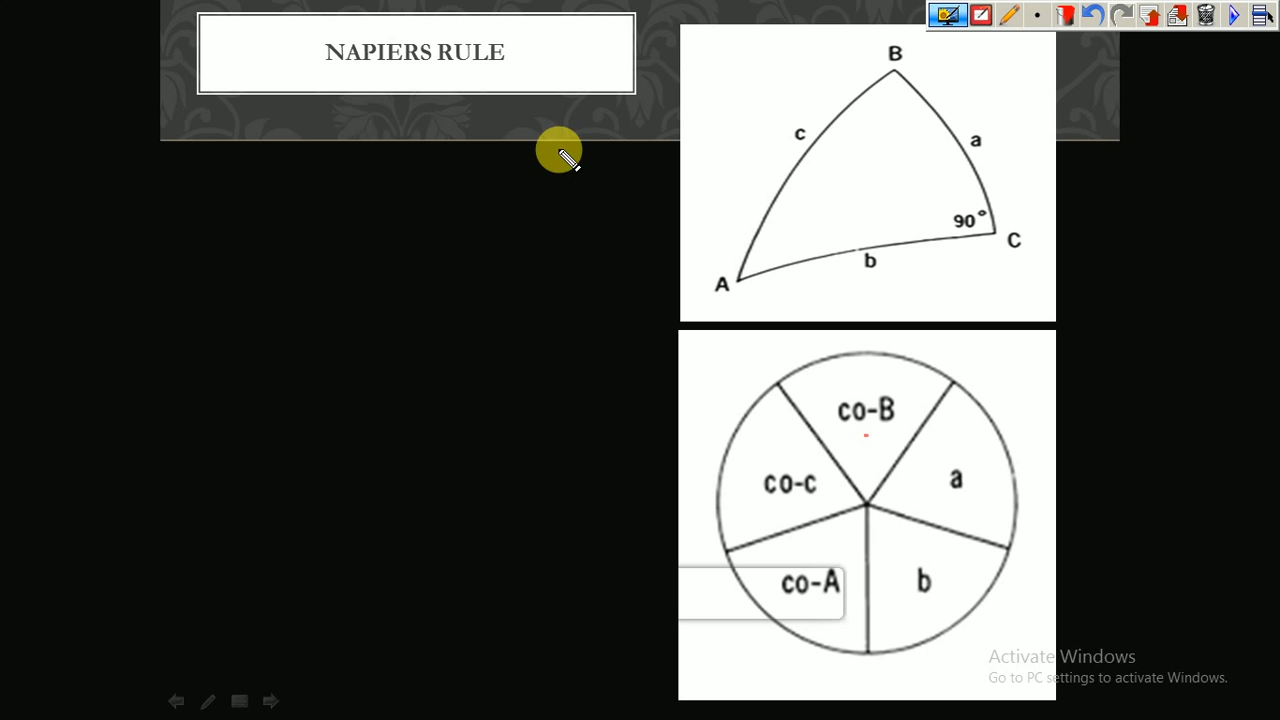 NAPIERS RULE
B
c
a
90°
C
b
A
co-B
co-c
a
co-A
b
Activate Windows
Go to PC settings to activate Windows.